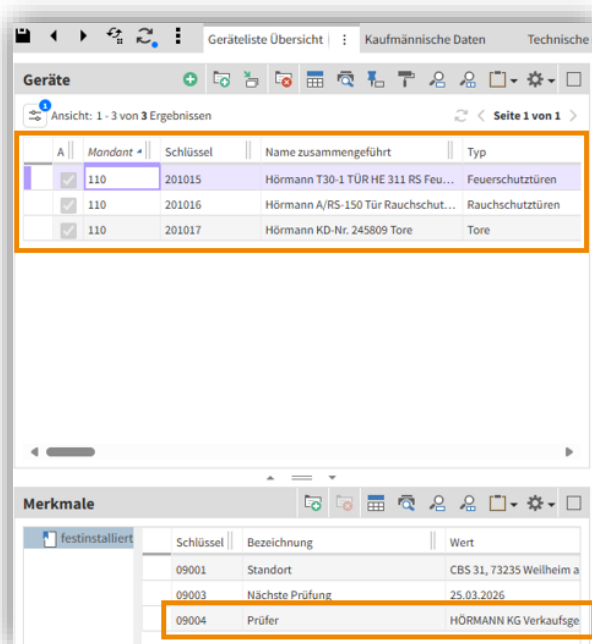 Geräteliste Übersicht Kaufmännische Daten Technische
Geräte
1
Ansicht: 1 - 3 von 3 Ergebnissen Seite 1 von 1
A Mandant Schlüssel Name zusammengeführt Typ
110 201015 Hörmann T30-1 TÜR HE 311 RS Feu... Feuerschutztüren
110 201016 Hörmann A/RS-150 Tür Rauchschut... Rauchschutztüren
110 201017 Hörmann KD-Nr. 245809 Tore Tore
Merkmale
festinstalliert
Schlüssel Bezeichnung Wert
09001 Standort CBS 31, 73235 Weilheim a
09003 Nächste Prüfung 25.03.2026
09004 Prüfer HÖRMANN KG Verkaufsge